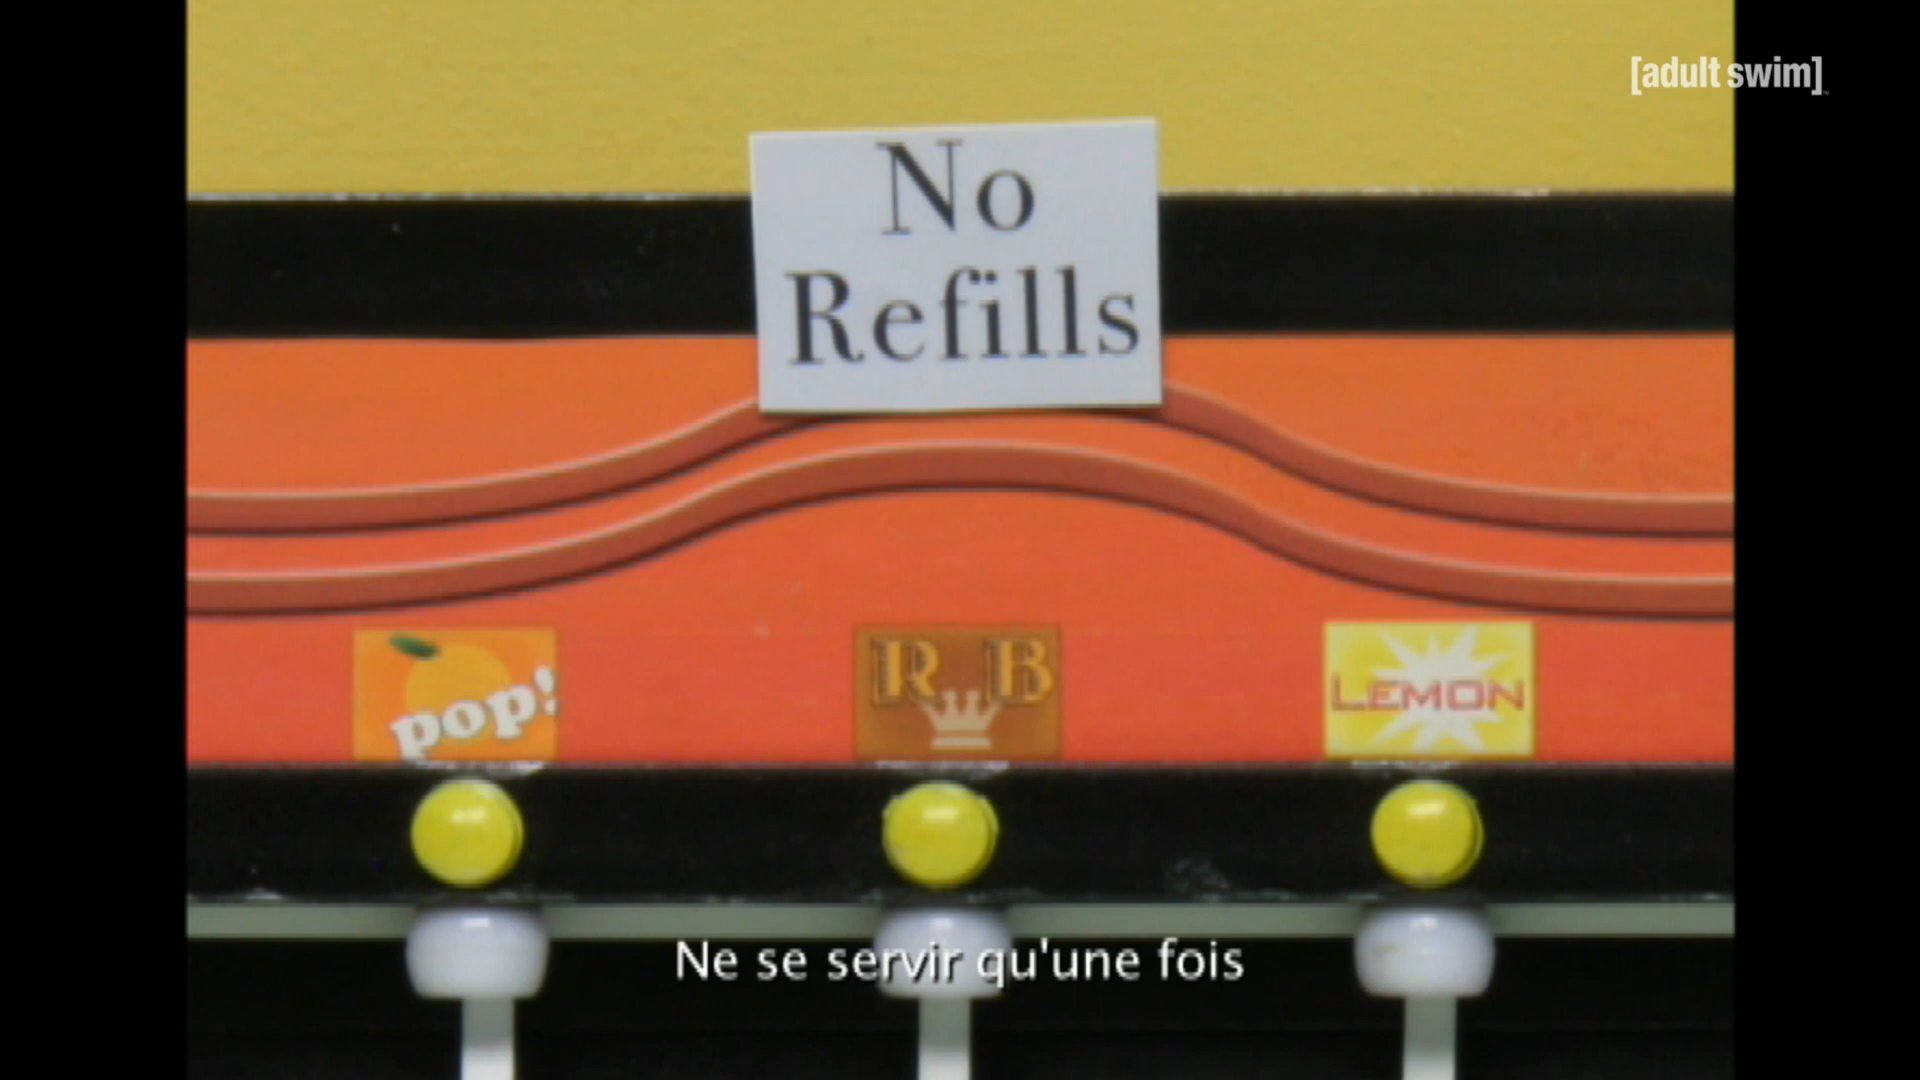 [adult swim]
No
Refills
pop!
R B
LEMON
Ne se servir qu'une fois